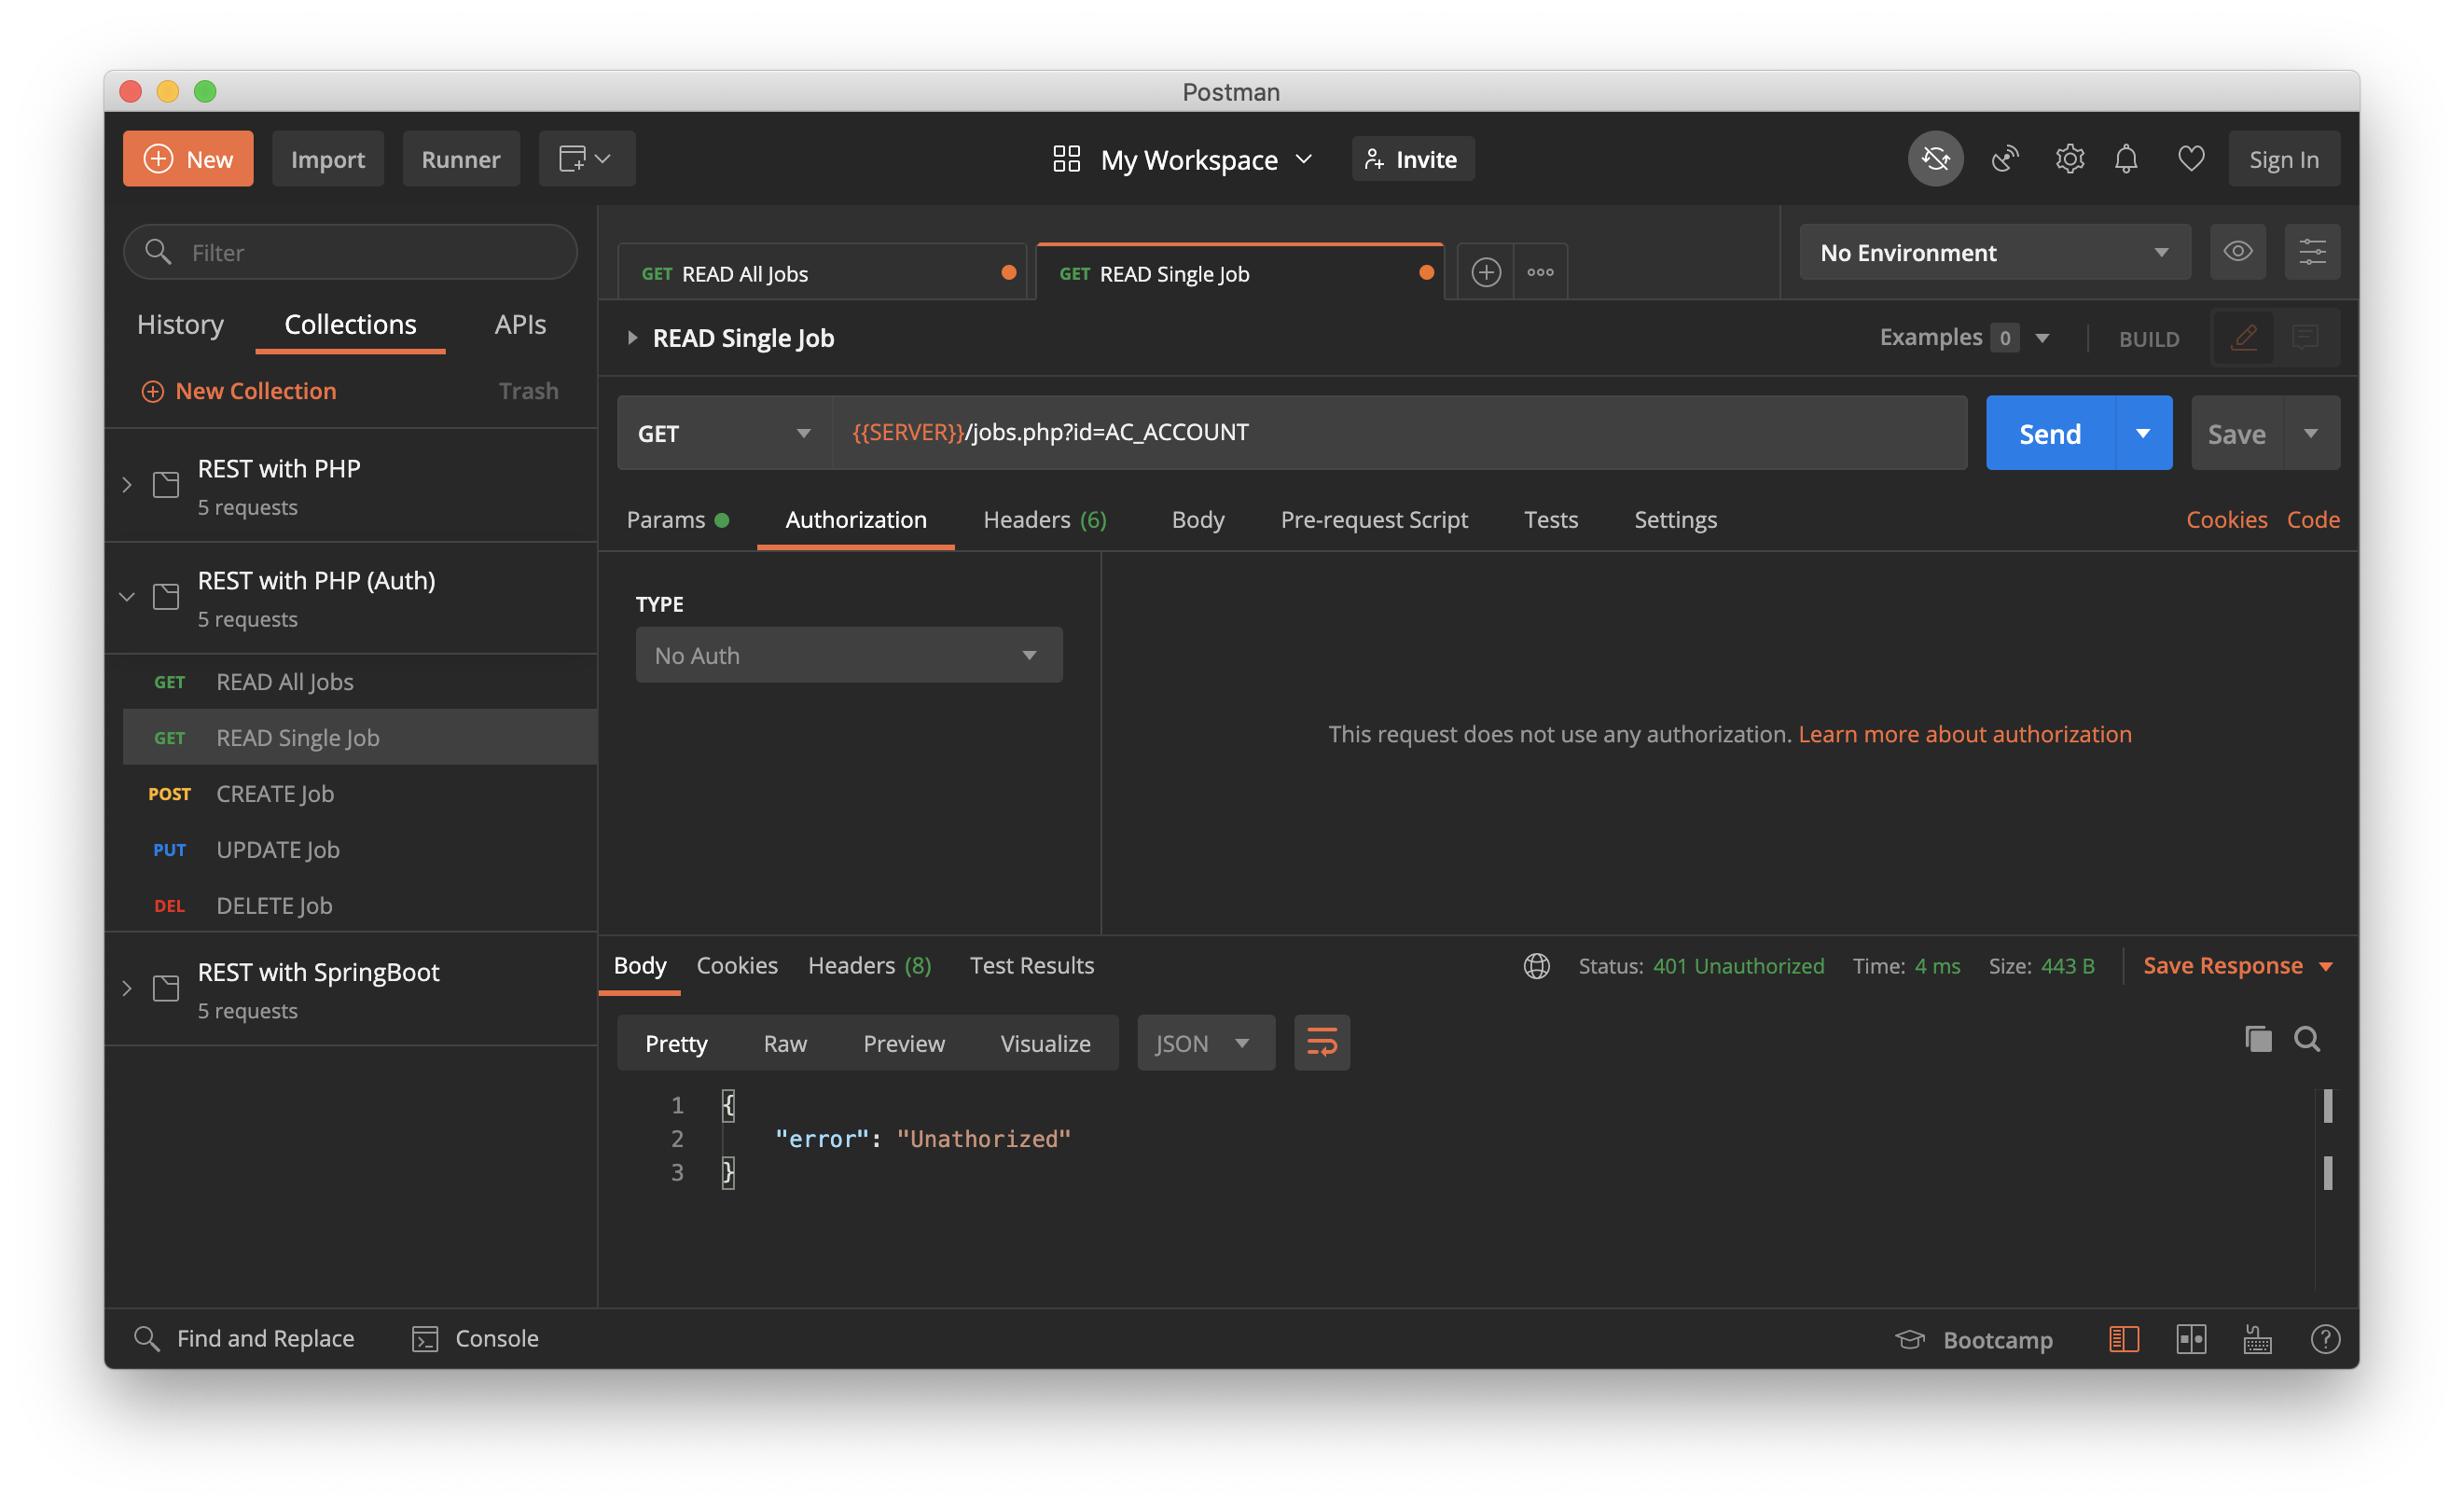 Postman
New Import Runner My Workspace Invite Sign In
Filter
History Collections APIs
New Collection Trash
REST with PHP
5 requests
REST with PHP (Auth)
5 requests
GET READ All Jobs
GET READ Single Job
POST CREATE Job
PUT UPDATE Job
DEL DELETE Job
REST with SpringBoot
5 requests
GET READ All Jobs GET READ Single Job No Environment
READ Single Job Examples 0 BUILD
GET {{SERVER}}/jobs.php?id=AC_ACCOUNT Send Save
Params Authorization Headers (6) Body Pre-request Script Tests Settings Cookies Code
TYPE
No Auth
This request does not use any authorization. Learn more about authorization
Body Cookies Headers (8) Test Results Status: 401 Unauthorized Time: 4 ms Size: 443 B Save Response
Pretty Raw Preview Visualize JSON
1 {
2 "error": "Unathorized"
3 }
Find and Replace Console Bootcamp